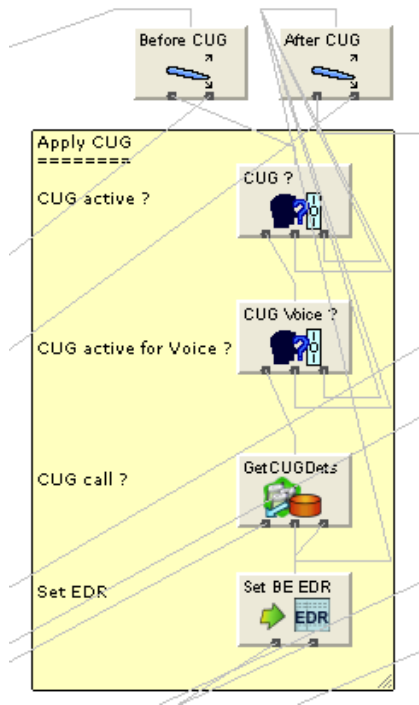 Before CUG
After CUG
Apply CUG
========
CUG ?
CUG active ?
CUG Voice ?
CUG active for Voice ?
GetCUGDets
CUG call ?
Set BE EDR
Set EDR
EDR